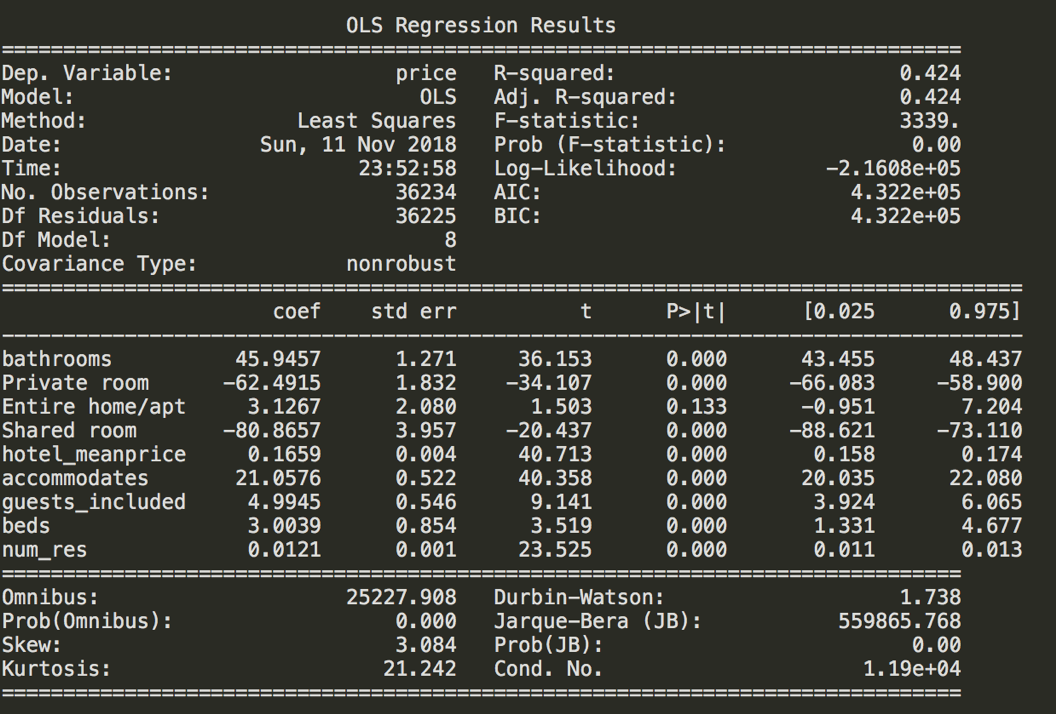 OLS Regression Results
==============================================================================
Dep. Variable:                  price   R-squared:                       0.424
Model:                            OLS   Adj. R-squared:                  0.424
Method:                 Least Squares   F-statistic:                     3339.
Date:                Sun, 11 Nov 2018   Prob (F-statistic):               0.00
Time:                        23:52:58   Log-Likelihood:            -2.1608e+05
No. Observations:               36234   AIC:                         4.322e+05
Df Residuals:                   36225   BIC:                         4.322e+05
Df Model:                           8
Covariance Type:            nonrobust
===================================================================================
                      coef    std err          t      P>|t|      [0.025      0.975]
-----------------------------------------------------------------------------------
bathrooms          45.9457      1.271     36.153      0.000      43.455      48.437
Private room      -62.4915      1.832    -34.107      0.000     -66.083     -58.900
Entire home/apt     3.1267      2.080      1.503      0.133      -0.951       7.204
Shared room       -80.8657      3.957    -20.437      0.000     -88.621     -73.110
hotel_meanprice     0.1659      0.004     40.713      0.000       0.158       0.174
accommodates       21.0576      0.522     40.358      0.000      20.035      22.080
guests_included     4.9945      0.546      9.141      0.000       3.924       6.065
beds                3.0039      0.854      3.519      0.000       1.331       4.677
num_res             0.0121      0.001     23.525      0.000       0.011       0.013
==============================================================================
Omnibus:                    25227.908   Durbin-Watson:                   1.738
Prob(Omnibus):                  0.000   Jarque-Bera (JB):           559865.768
Skew:                           3.084   Prob(JB):                         0.00
Kurtosis:                      21.242   Cond. No.                     1.19e+04
==============================================================================